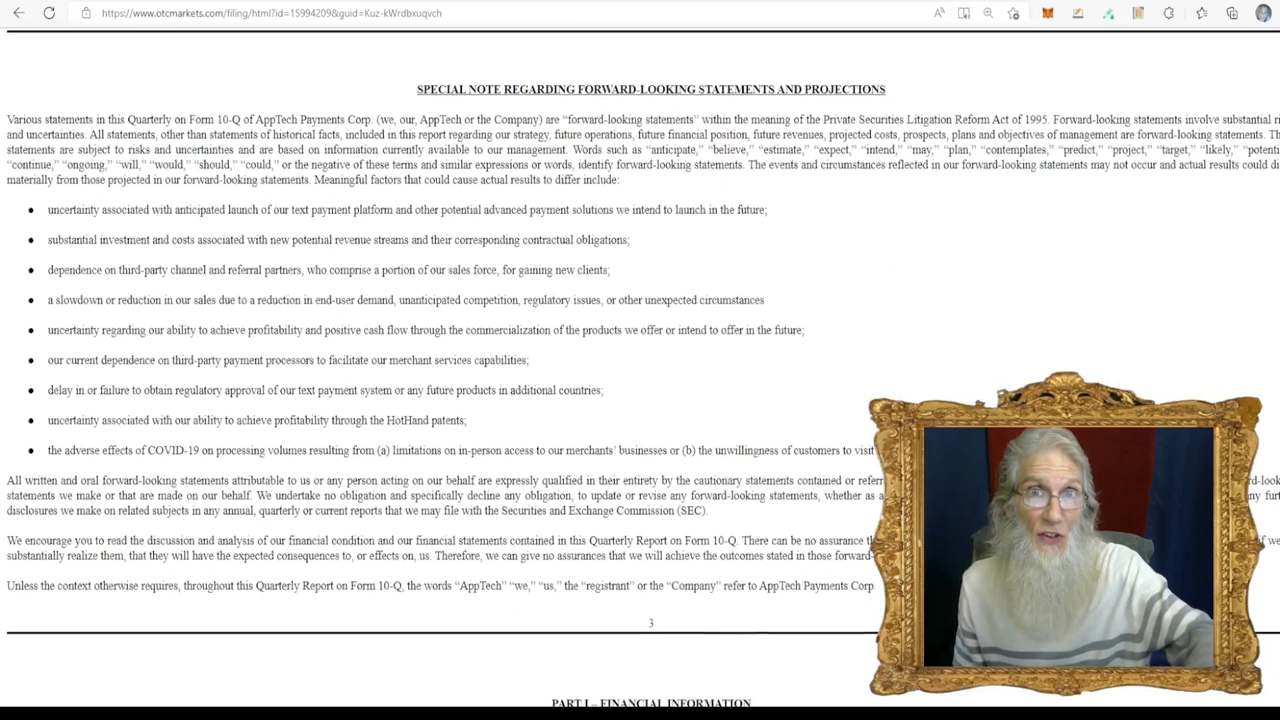 https://www.otcmarkets.com/filing/html?id=15994209&guid=Kuz-kWrdbxuqvch
SPECIAL NOTE REGARDING FORWARD-LOOKING STATEMENTS AND PROJECTIONS
Various statements in this Quarterly on Form 10-Q of AppTech Payments Corp. (we, our, AppTech or the Company) are “forward-looking statements” within the meaning of the Private Securities Litigation Reform Act of 1995. Forward-looking statements involve substantial
and uncertainties. All statements, other than statements of historical facts, included in this report regarding our strategy, future operations, future financial position, future revenues, projected costs, prospects, plans and objectives of management are forward-looking statements.
statements are subject to risks and uncertainties and are based on information currently available to our management. Words such as “anticipate,” “believe,” “estimate,” “expect,” “intend,” “may,” “plan,” “contemplates,” “predict,” “project,” “target,” “likely,”
“continue,” “ongoing,” “will,” “would,” “should,” “could,” or the negative of these terms and similar expressions or words, identify forward-looking statements. The events and circumstances reflected in our forward-looking statements may not occur and actual results could
materially from those projected in our forward-looking statements. Meaningful factors that could cause actual results to differ include:
● uncertainty associated with anticipated launch of our text payment platform and other potential advanced payment solutions we intend to launch in the future;
● substantial investment and costs associated with new potential revenue streams and their corresponding contractual obligations;
● dependence on third-party channel and referral partners, who comprise a portion of our sales force, for gaining new clients;
● a slowdown or reduction in our sales due to a reduction in end-user demand, unanticipated competition, regulatory issues, or other unexpected circumstances
● uncertainty regarding our ability to achieve profitability and positive cash flow through the commercialization of the products we offer or intend to offer in the future;
● our current dependence on third-party payment processors to facilitate our merchant services capabilities;
● delay in or failure to obtain regulatory approval of our text payment system or any future products in additional countries;
● uncertainty associated with our ability to achieve profitability through the HotHand patents;
● the adverse effects of COVID-19 on processing volumes resulting from (a) limitations on in-person access to our merchants’ businesses or (b) the unwillingness of customers to visit
All written and oral forward-looking statements attributable to us or any person acting on our behalf are expressly qualified in their entirety by the cautionary statements contained or
statements we make or that are made on our behalf. We undertake no obligation and specifically decline any obligation, to update or revise any forward-looking statements, whether as a
disclosures we make on related subjects in any annual, quarterly or current reports that we may file with the Securities and Exchange Commission (SEC).
We encourage you to read the discussion and analysis of our financial condition and our financial statements contained in this Quarterly Report on Form 10-Q. There can be no assurance
substantially realize them, that they will have the expected consequences to, or effects on, us. Therefore, we can give no assurances that we will achieve the outcomes stated in those
Unless the context otherwise requires, throughout this Quarterly Report on Form 10-Q, the words “AppTech” “we,” “us,” the “registrant” or the “Company” refer to AppTech Payments Corp.
3
PART I – FINANCIAL INFORMATION